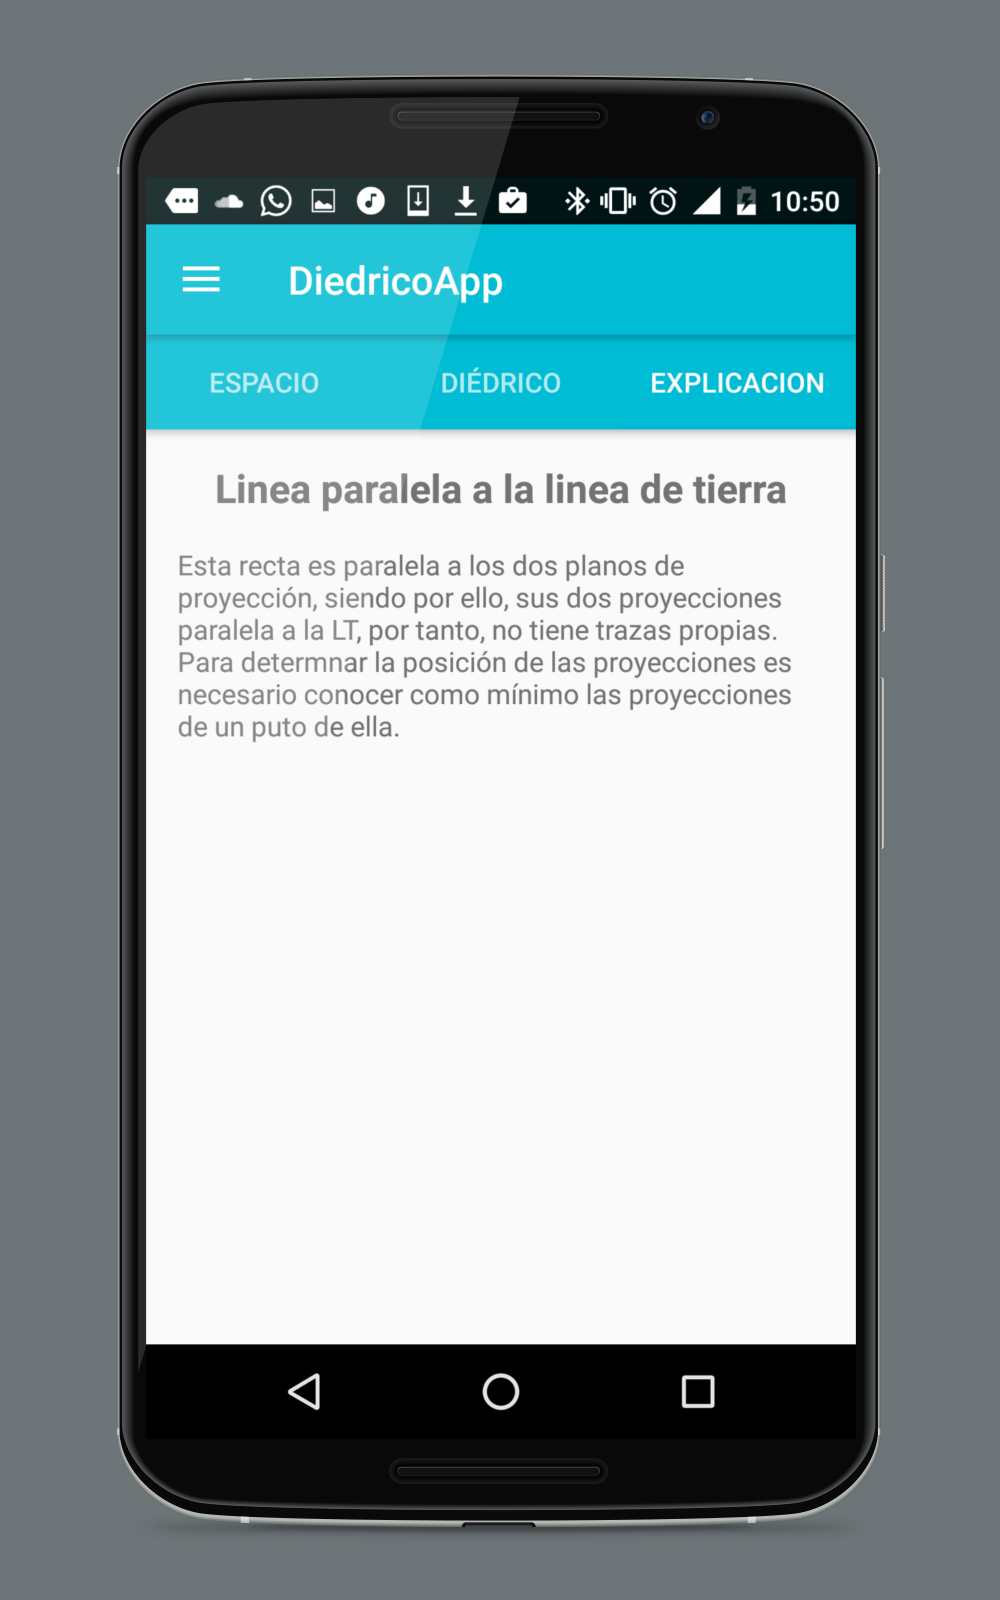 10:50
DiedricoApp
ESPACIO DIÉDRICO EXPLICACION
Linea paralela a la linea de tierra
Esta recta es paralela a los dos planos de
proyección, siendo por ello, sus dos proyecciones
paralela a la LT, por tanto, no tiene trazas propias.
Para determnar la posición de las proyecciones es
necesario conocer como mínimo las proyecciones
de un puto de ella.